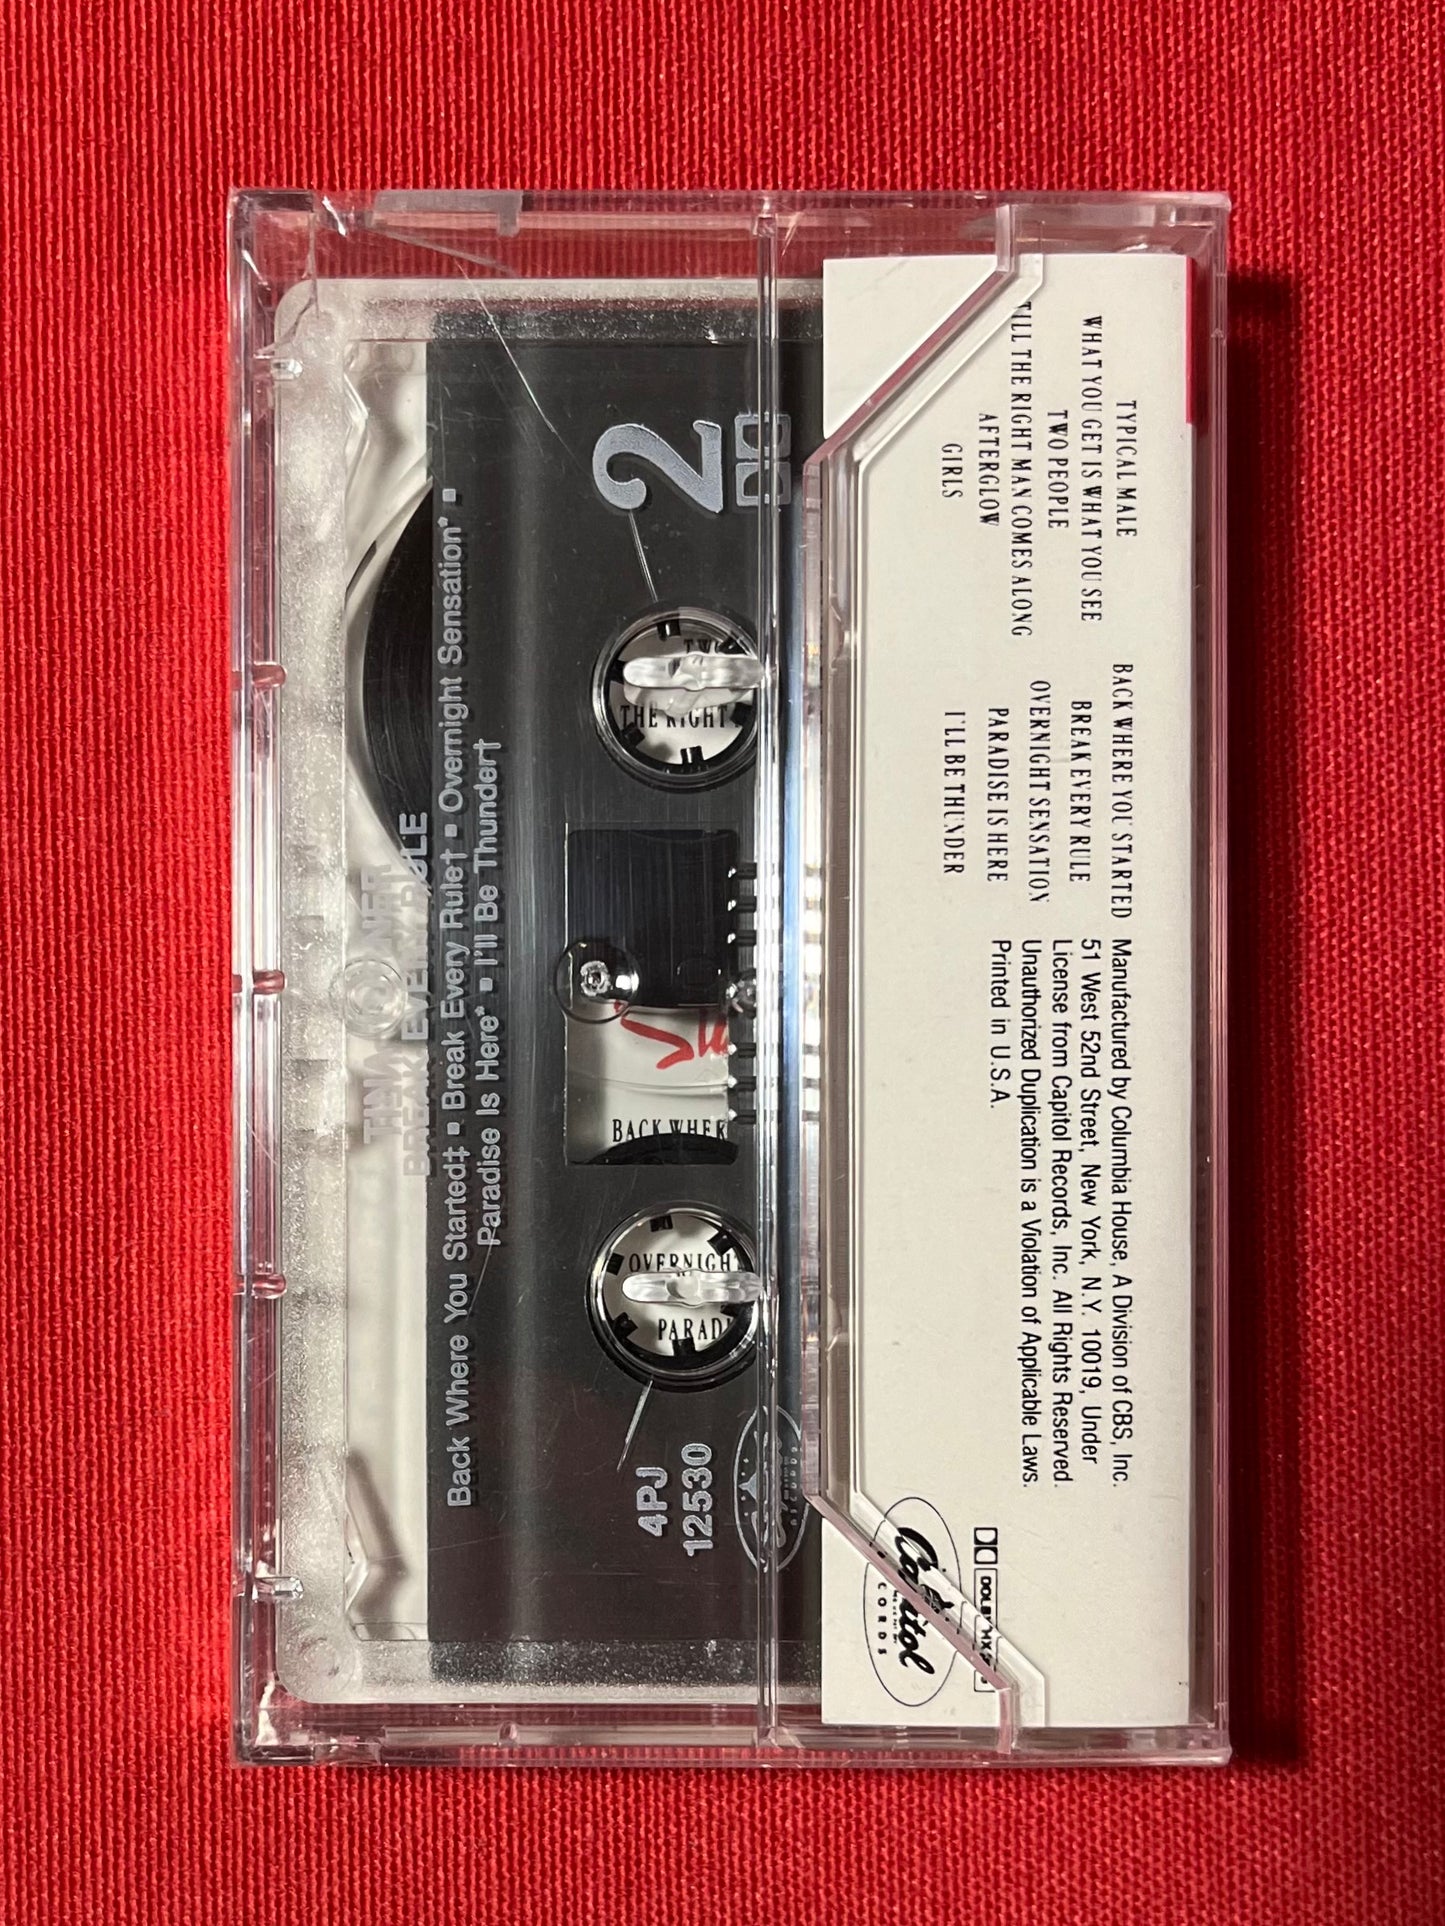 TYPICAL MALE
WHAT YOU GET IS WHAT YOU SEE
TWO PEOPLE
TILL THE RIGHT MAN COMES ALONG
AFTERGLOW
GIRLS
BACK WHERE YOU STARTED
BREAK EVERY RULE
OVERNIGHT SENSATION
PARADISE IS HERE
I'LL BE THUNDER
Manufactured by Columbia House, A Division of CBS, Inc.
51 West 52nd Street, New York, N.Y. 10019, Under
License from Capitol Records, Inc. All Rights Reserved.
Unauthorized Duplication is a Violation of Applicable Laws.
Printed in U.S.A.
DOLBY HX
Capitol
TINA
BREAK EVERY RULE
Back Where You Started‡ ▪ Break Every Rule† ▪ Overnight Sensation* ▪
Paradise Is Here* ▪ I'll Be Thunder†
2
4PJ
12530
THE RIGHT
BACK WHER
OVERNIGH
PARADI